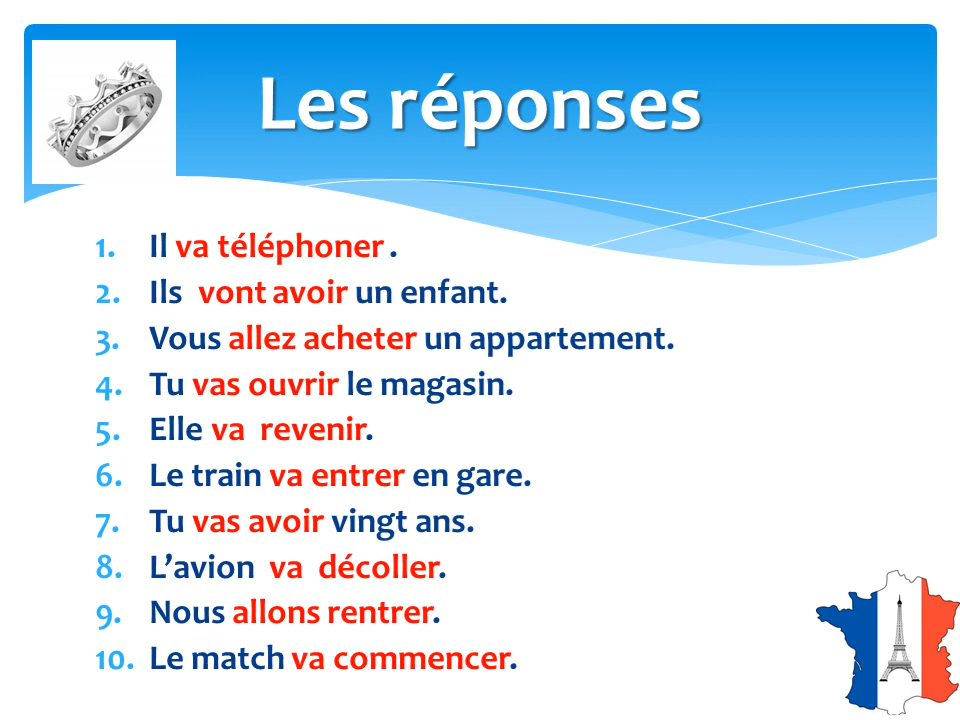 Les réponses
1. Il va téléphoner .
2. Ils vont avoir un enfant.
3. Vous allez acheter un appartement.
4. Tu vas ouvrir le magasin.
5. Elle va revenir.
6. Le train va entrer en gare.
7. Tu vas avoir vingt ans.
8. L’avion va décoller.
9. Nous allons rentrer.
10. Le match va commencer.